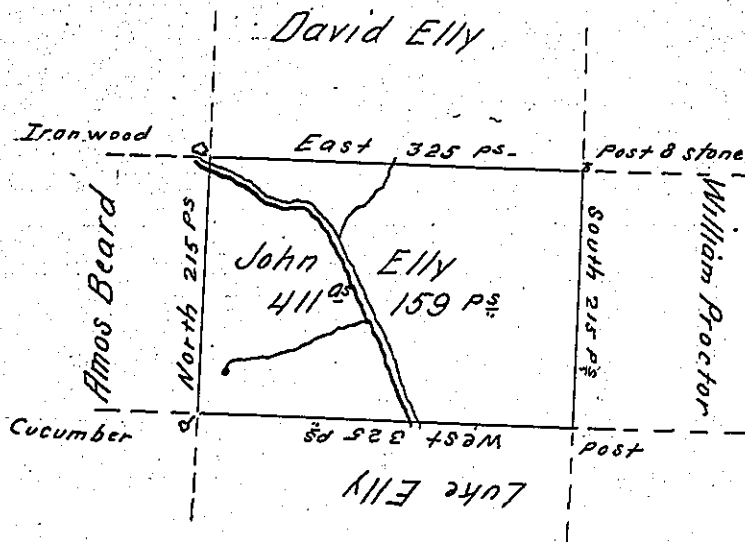 David Elly
Ironwood
East 325 ps-
Post & stone
Amos Beard
North 215 PS
John Elly
411 as 159 Ps
South 215 Ps
William Proctor
Cucumber
West 325 Ps
Post
Luke Elly